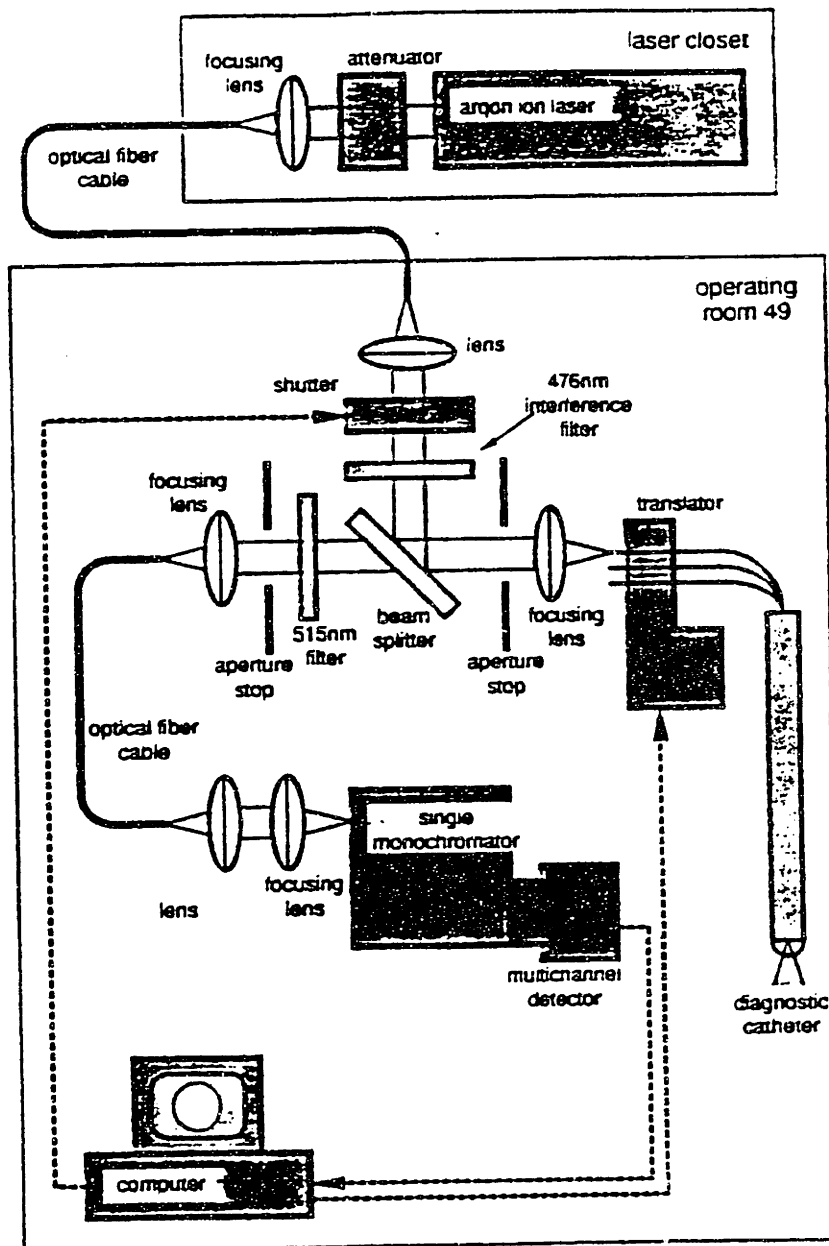 laser closet
attenuator
focusing
lens
argon ion laser
optical fiber
cable
operating
room 49
lens
shutter
476nm
interference
filter
focusing
lens
translator
beam
splitter
focusing
lens
515nm
filter
aperture
stop
aperture
stop
optical fiber
cable
single
monochromator
lens
focusing
lens
multichannel
detector
diagnostic
catheter
computer